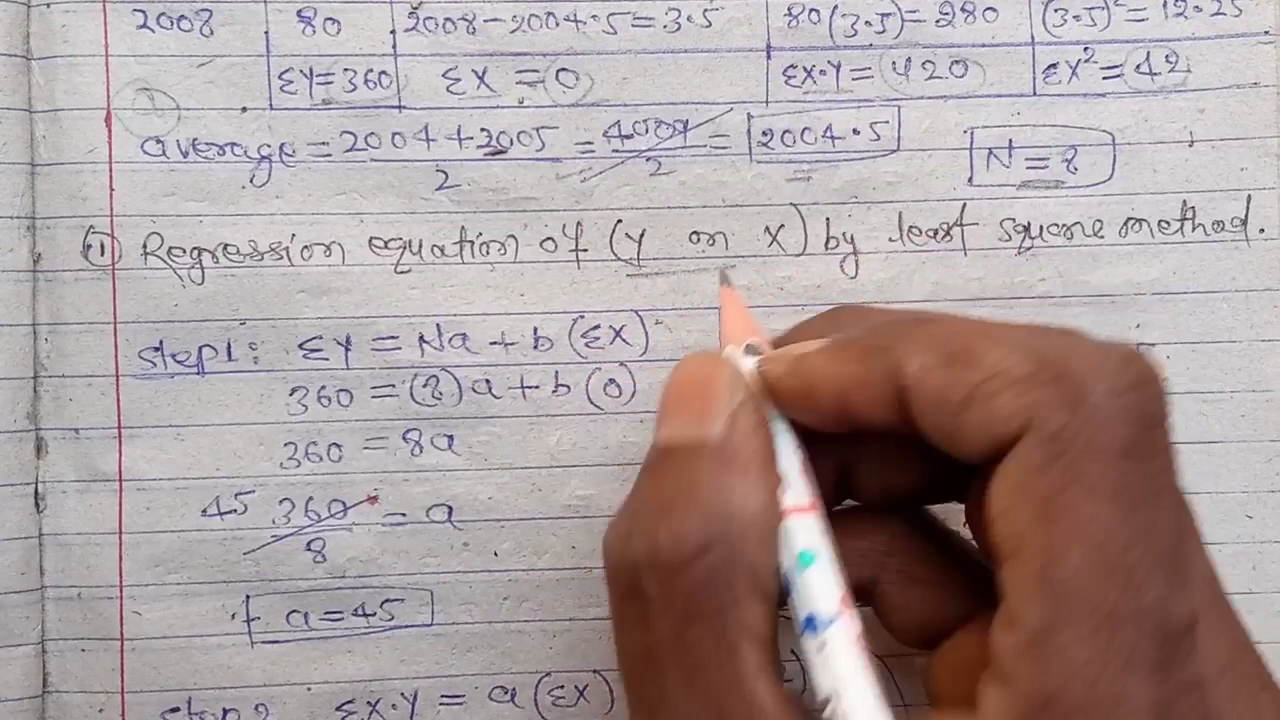 2008 80 2008-2004.5=3.5 80(3.5)=280 (3.5)²=12.25
ΣY=360 ΣX=0 ΣX.Y=420 ΣX²=42
average=2004+2005/2=4009/2=2004.5 N=8
① Regression equation of (Y on X) by least square method.
step1: ΣY=Na+b(ΣX)
360=(8)a+b(0)
360=8a
45 360/8=a
a=45
ΣX.Y=a(ΣX)